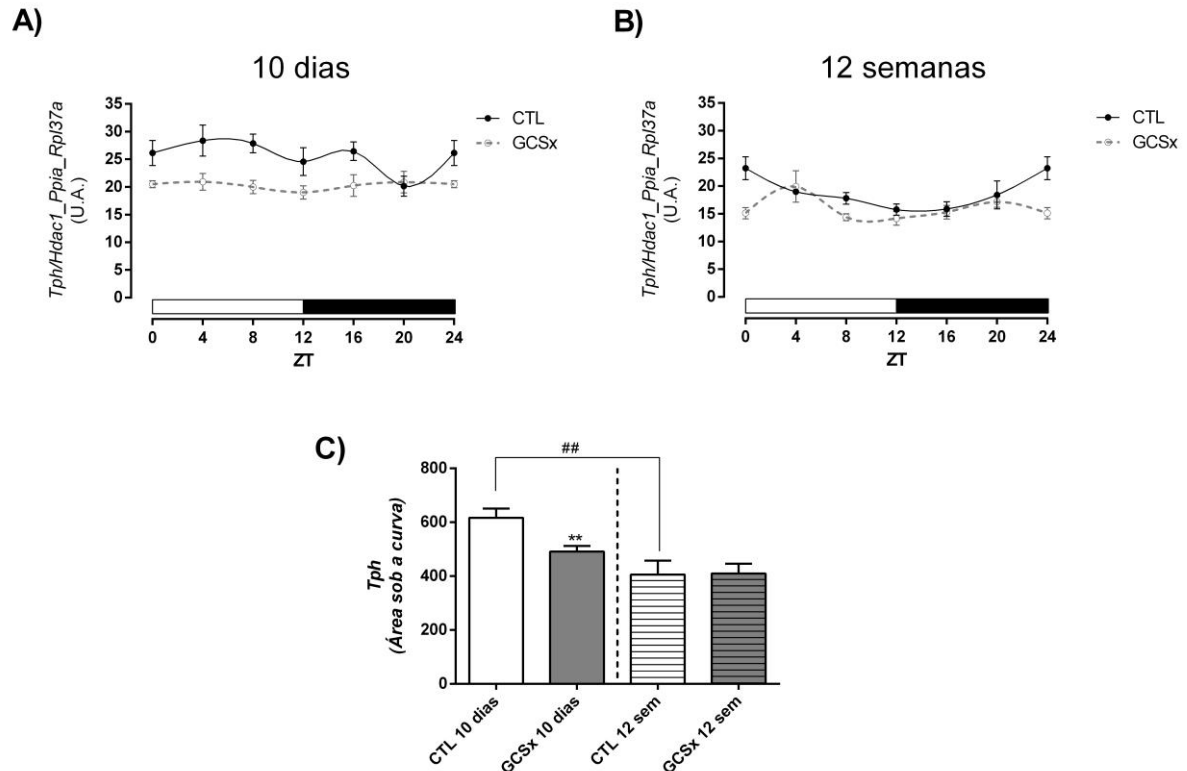 A)
10 dias
Tph/Hdac1_Ppia_Rpl37a
(U.A.)
35
30
25
20
15
10
5
0
CTL
GCSx
0 4 8 12 16 20 24
ZT
B)
12 semanas
Tph/Hdac1_Ppia_Rpl37a
(U.A.)
35
30
25
20
15
10
5
0
CTL
GCSx
0 4 8 12 16 20 24
ZT
C)
Tph
(Área sob a curva)
800
600
400
200
0
##
**
CTL 10 dias
GCSx 10 dias
CTL 12 sem
GCSx 12 sem